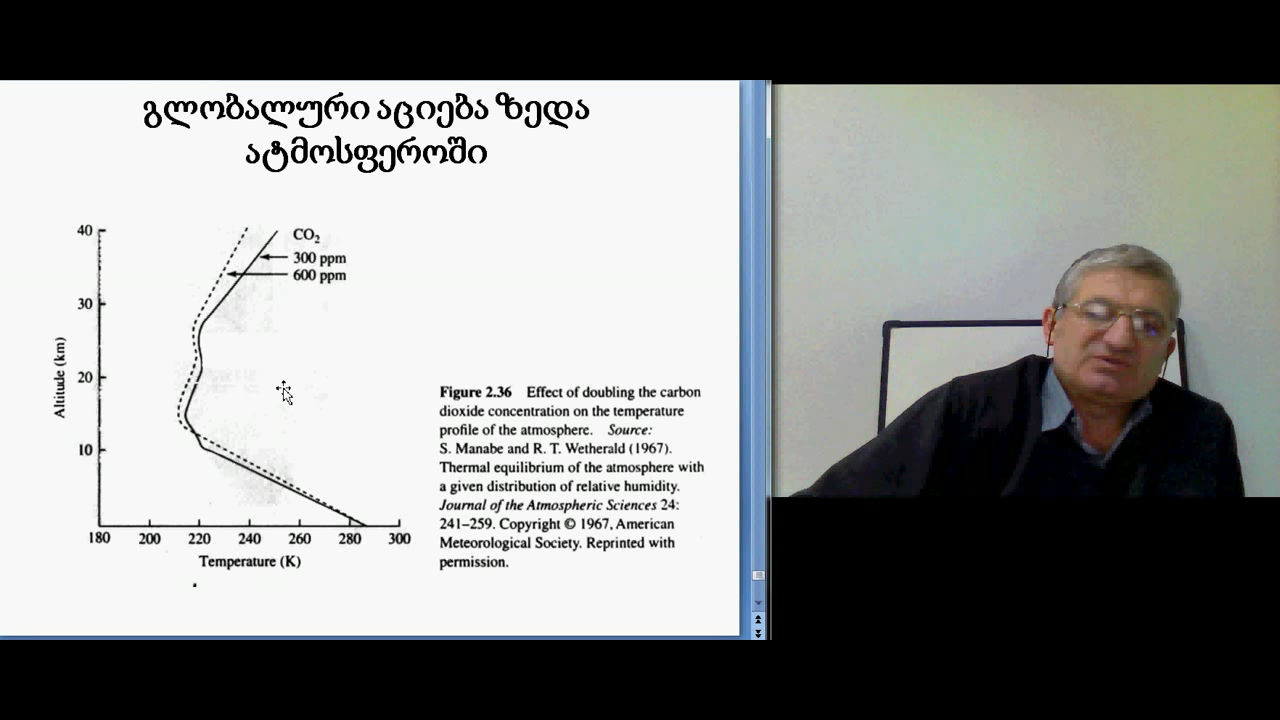 გლობალური აციება ზედა
ატმოსფეროში
40
30
20
10
Altitude (km)
CO₂
300 ppm
600 ppm
180 200 220 240 260 280 300
Temperature (K)
Figure 2.36 Effect of doubling the carbon
dioxide concentration on the temperature
profile of the atmosphere. Source:
S. Manabe and R. T. Wetherald (1967).
Thermal equilibrium of the atmosphere with
a given distribution of relative humidity.
Journal of the Atmospheric Sciences 24:
241–259. Copyright © 1967, American
Meteorological Society. Reprinted with
permission.